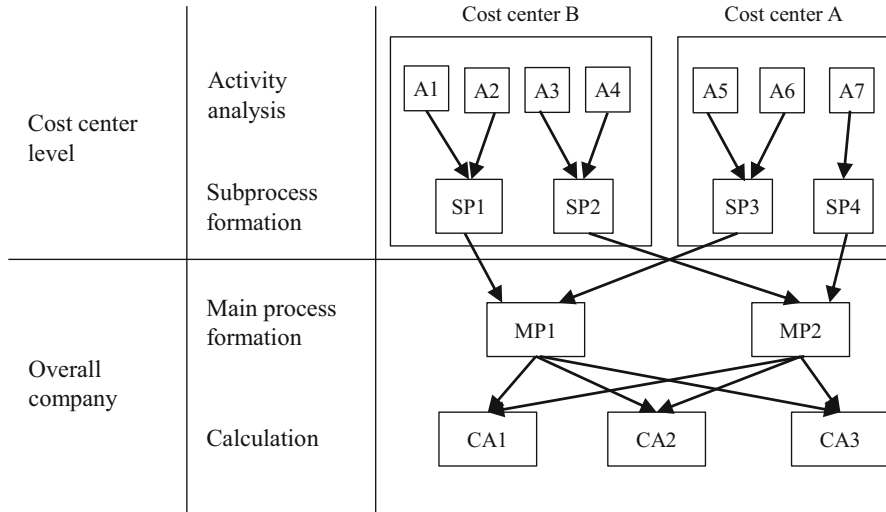 Cost center B
Cost center A
Activity
analysis
A1
A2
A3
A4
A5
A6
A7
Cost center
level
Subprocess
formation
SP1
SP2
SP3
SP4
Main process
formation
MP1
MP2
Overall
company
Calculation
CA1
CA2
CA3